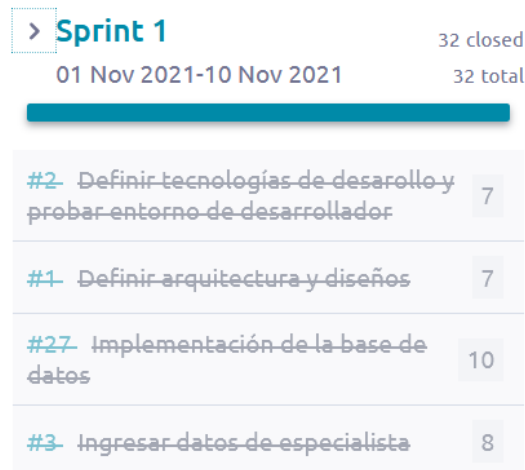 Sprint 1
32 closed
01 Nov 2021-10 Nov 2021
32 total
#2 Definir tecnologías de desarollo y
probar entorno de desarrollador
7
#1 Definir arquitectura y diseños
7
#27 Implementación de la base de
datos
10
#3 Ingresar datos de especialista
8